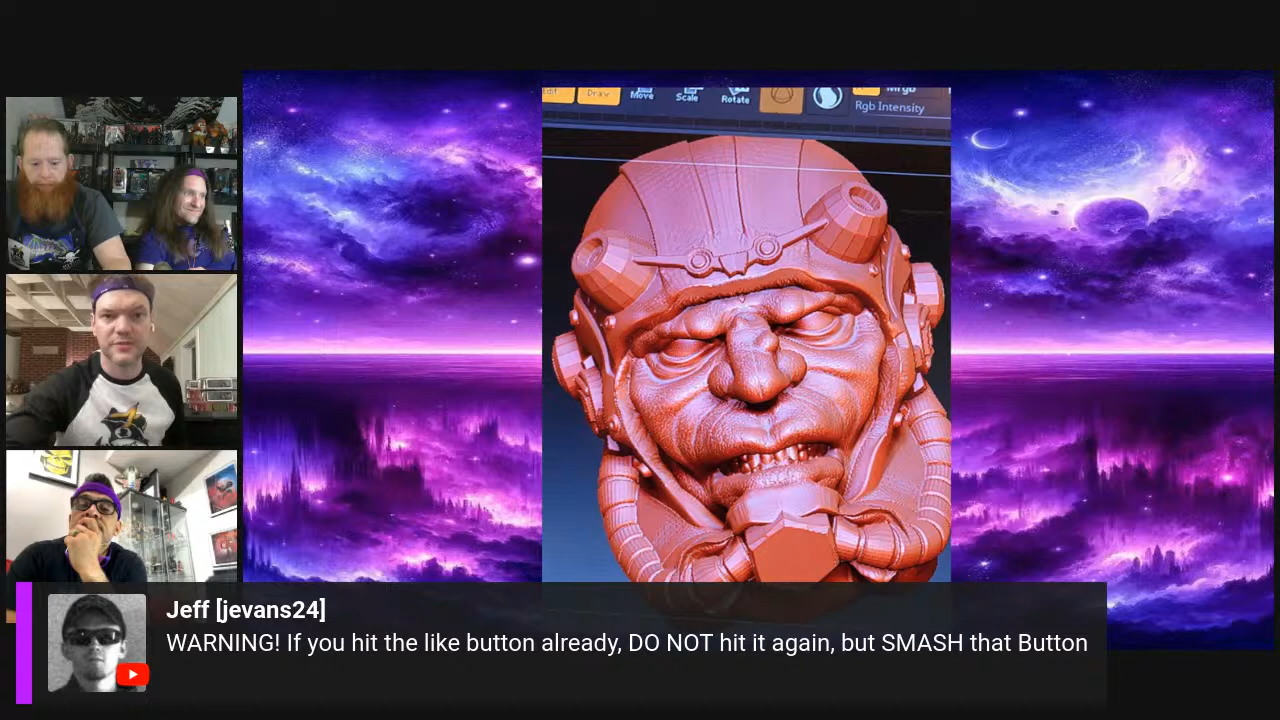 Draw
Move
Scale
Rotate
Mrgb
Rgb Intensity
Jeff [jevans24]
WARNING! If you hit the like button already, DO NOT hit it again, but SMASH that Button